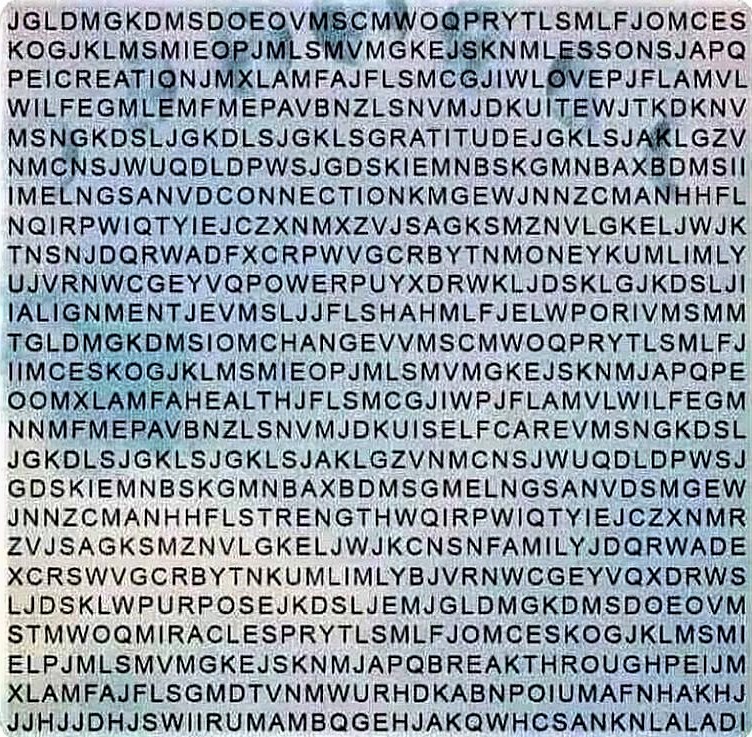 JGLDMGKDMSDOEOVMSCMWOQPRYTLSMLFJOMCES
KOGJKLMSMIEOPJMLSMVMGKEJSKNMLESSONSJAPQ
PEICREATIONJMXLAMFAJFLSMCGJIWLOVEPJFLAMVL
WILFEGMLEMFMEPAVBNZLSNVMJDKUITEWJTKDKNV
MSNGKDSLJGKDLSJGKLSGRATITUDEJGKLSJAKLGZV
NMCNSJWUQDLDPWSJGDSKIEMNBSKGMNBAXBDMSII
IMELNGSANVDCONNECTIONKMGEWJNNZCMANHHFL
NQIRPWIQTYIEJCZXNMXZVJSAGKSMZNVLGKELJWJK
TNSNJDQRWADFXCRPWVGCRBYTNMONEYKUMLIMLY
UJVRNWCGEYVQPOWERPUYXDRWKLJDSKLGJKDSLJI
IALIGNMENTJEVMSLJJFLSHAHMLFJELWPORIVMSMM
TGLDMGKDMSIOMCHANGEVVMSCMWOQPRYTLSMLFJ
IIMCESKOGJKLMSMIEOPJMLSMVMGKEJSKNMJAPQPE
OOMXLAMFAHEALTHJFLSMCGJIWPJFLAMVLWILFEGM
NNMFMEPAVBNZLSNVMJDKUISELFCAREVMSNGKDSL
JGKDLSJGKLSJGKLSJAKLGZVNMCNSJWUQDLDPWSJ
GDSKIEMNBSKGMNBAXBDMSGMELNGSANVDSMGEW
JNNZCMANHHFLSTRENGTHWQIRPWIQTYIEJCZXNMR
ZVJSAGKSMZNVLGKELJWJKCNSNFAMILYJDQRWADE
XCRSWVGCRBYTNKUMLIMLYBJVRNWCGEYVQXDRWS
LJDSKLWPURPOSEJKDSLJEMJGLDMGKDMSDOEOVM
STMWOQMIRACLESPRYTLSMLFJOMCESKOGJKLMSMI
ELPJMLSMVMGKEJSKNMJAPQBREAKTHROUGHPEIJM
XLAMFAJFLSGMDTVNMWURHDKABNPOIUMAFNHAKHJ
JJHJJDHJSWIIRUMAMBQGEHJAKQWHCSANKNLALADI